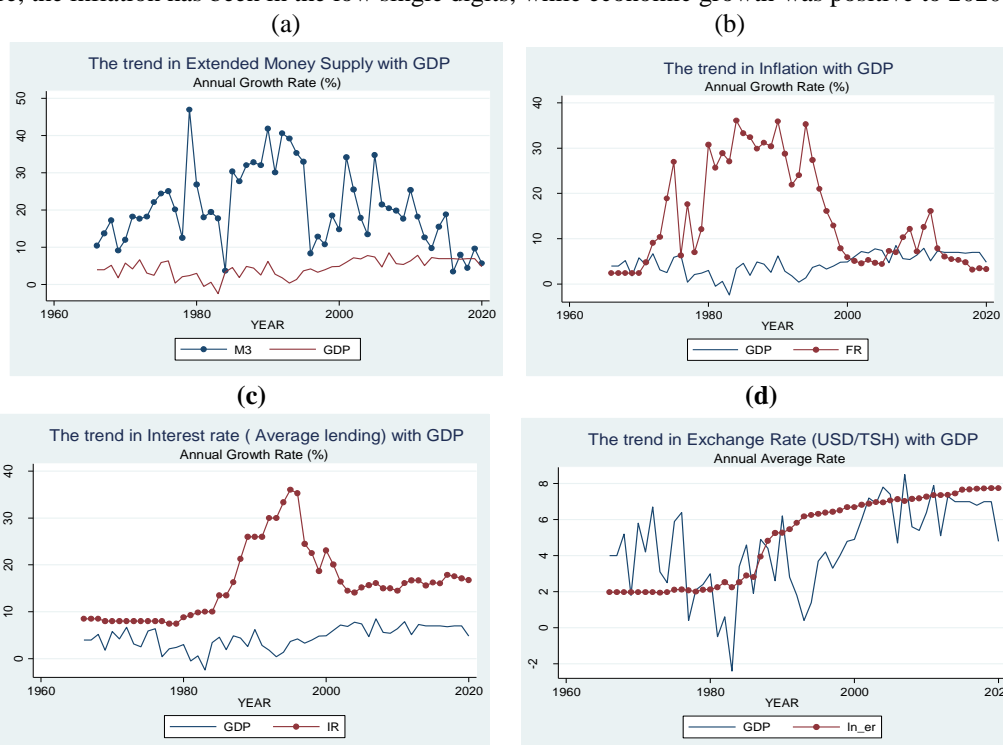 the inflation has been in the low single digits, while economic growth was positive to 2020
(a) (b)
The trend in Extended Money Supply with GDP
Annual Growth Rate (%)
50
40
30
20
10
0
1960 1980 2000 2020
YEAR
M3 GDP
The trend in Inflation with GDP
Annual Growth Rate (%)
40
30
20
10
0
1960 1980 2000 2020
YEAR
GDP FR
(c) (d)
The trend in Interest rate ( Average lending) with GDP
Annual Growth Rate (%)
40
30
20
10
0
1960 1980 2000 2020
YEAR
GDP IR
The trend in Exchange Rate (USD/TSH) with GDP
Annual Average Rate
8
6
4
2
0
-2
1960 1980 2000 202
YEAR
GDP ln_er